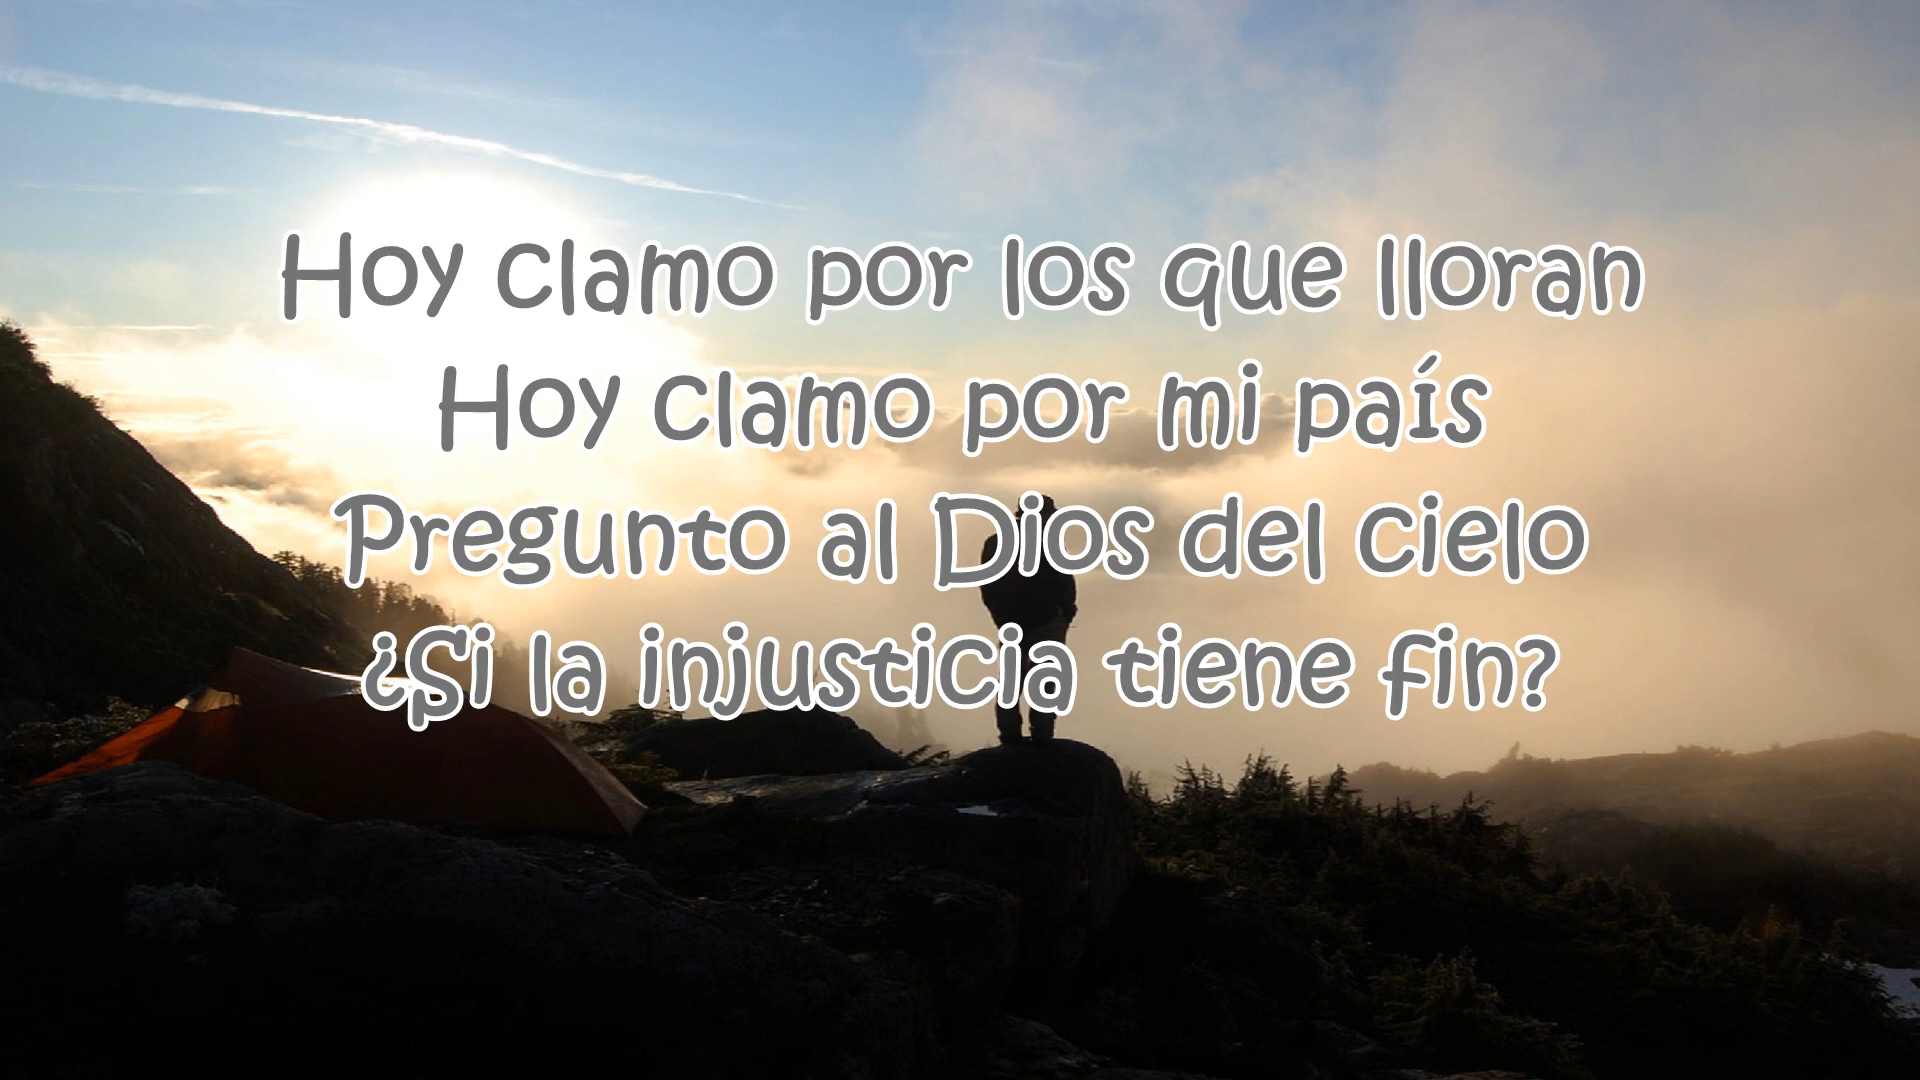 Hoy clamo por los que lloran
Hoy clamo por mi país
Pregunto al Dios del cielo
¿Si la injusticia tiene fin?